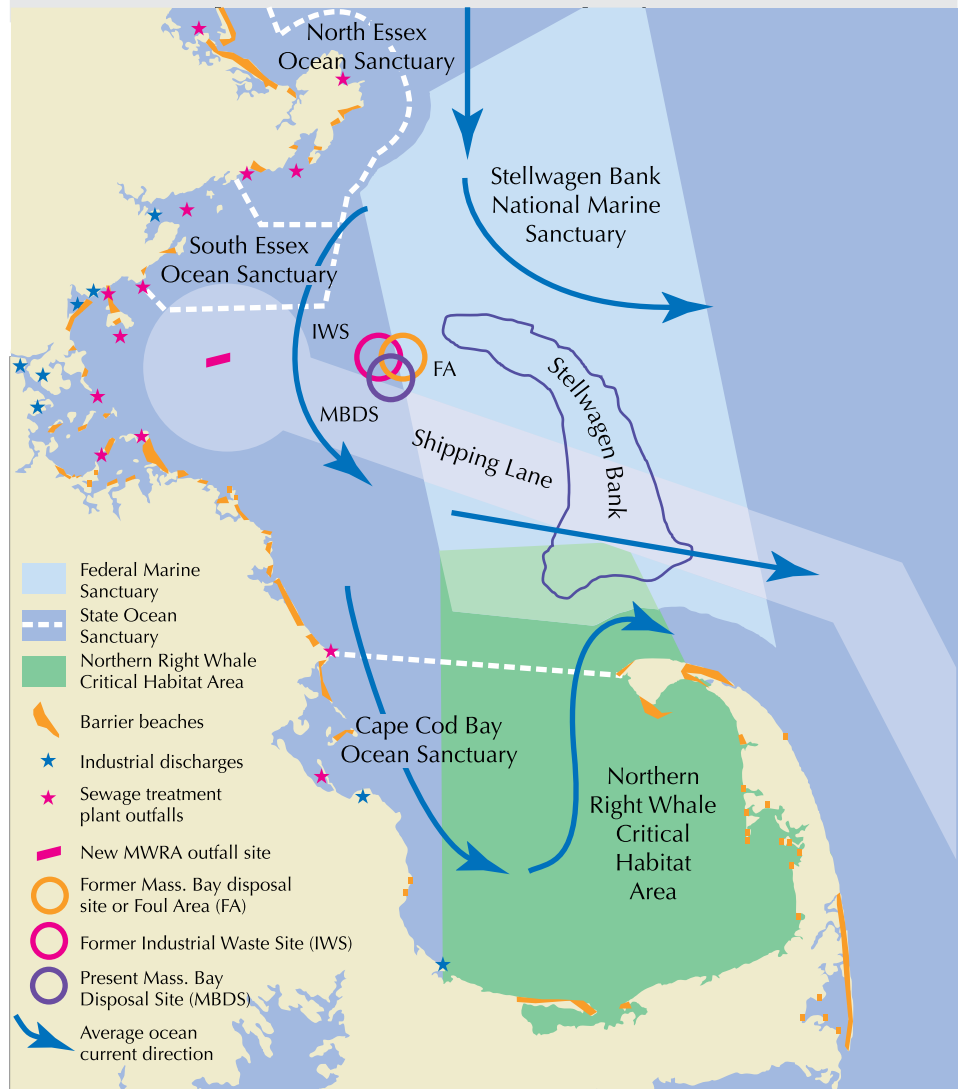 North Essex
Ocean Sanctuary
Stellwagen Bank
National Marine
Sanctuary
South Essex
Ocean Sanctuary
IWS
FA
MBDS
Shipping Lane
Stellwagen Bank
Federal Marine
Sanctuary
State Ocean
Sanctuary
Northern Right Whale
Critical Habitat Area
Barrier beaches
Industrial discharges
Sewage treatment
plant outfalls
New MWRA outfall site
Former Mass. Bay disposal
site or Foul Area (FA)
Former Industrial Waste Site (IWS)
Present Mass. Bay
Disposal Site (MBDS)
Average ocean
current direction
Cape Cod Bay
Ocean Sanctuary
Northern
Right Whale
Critical
Habitat
Area